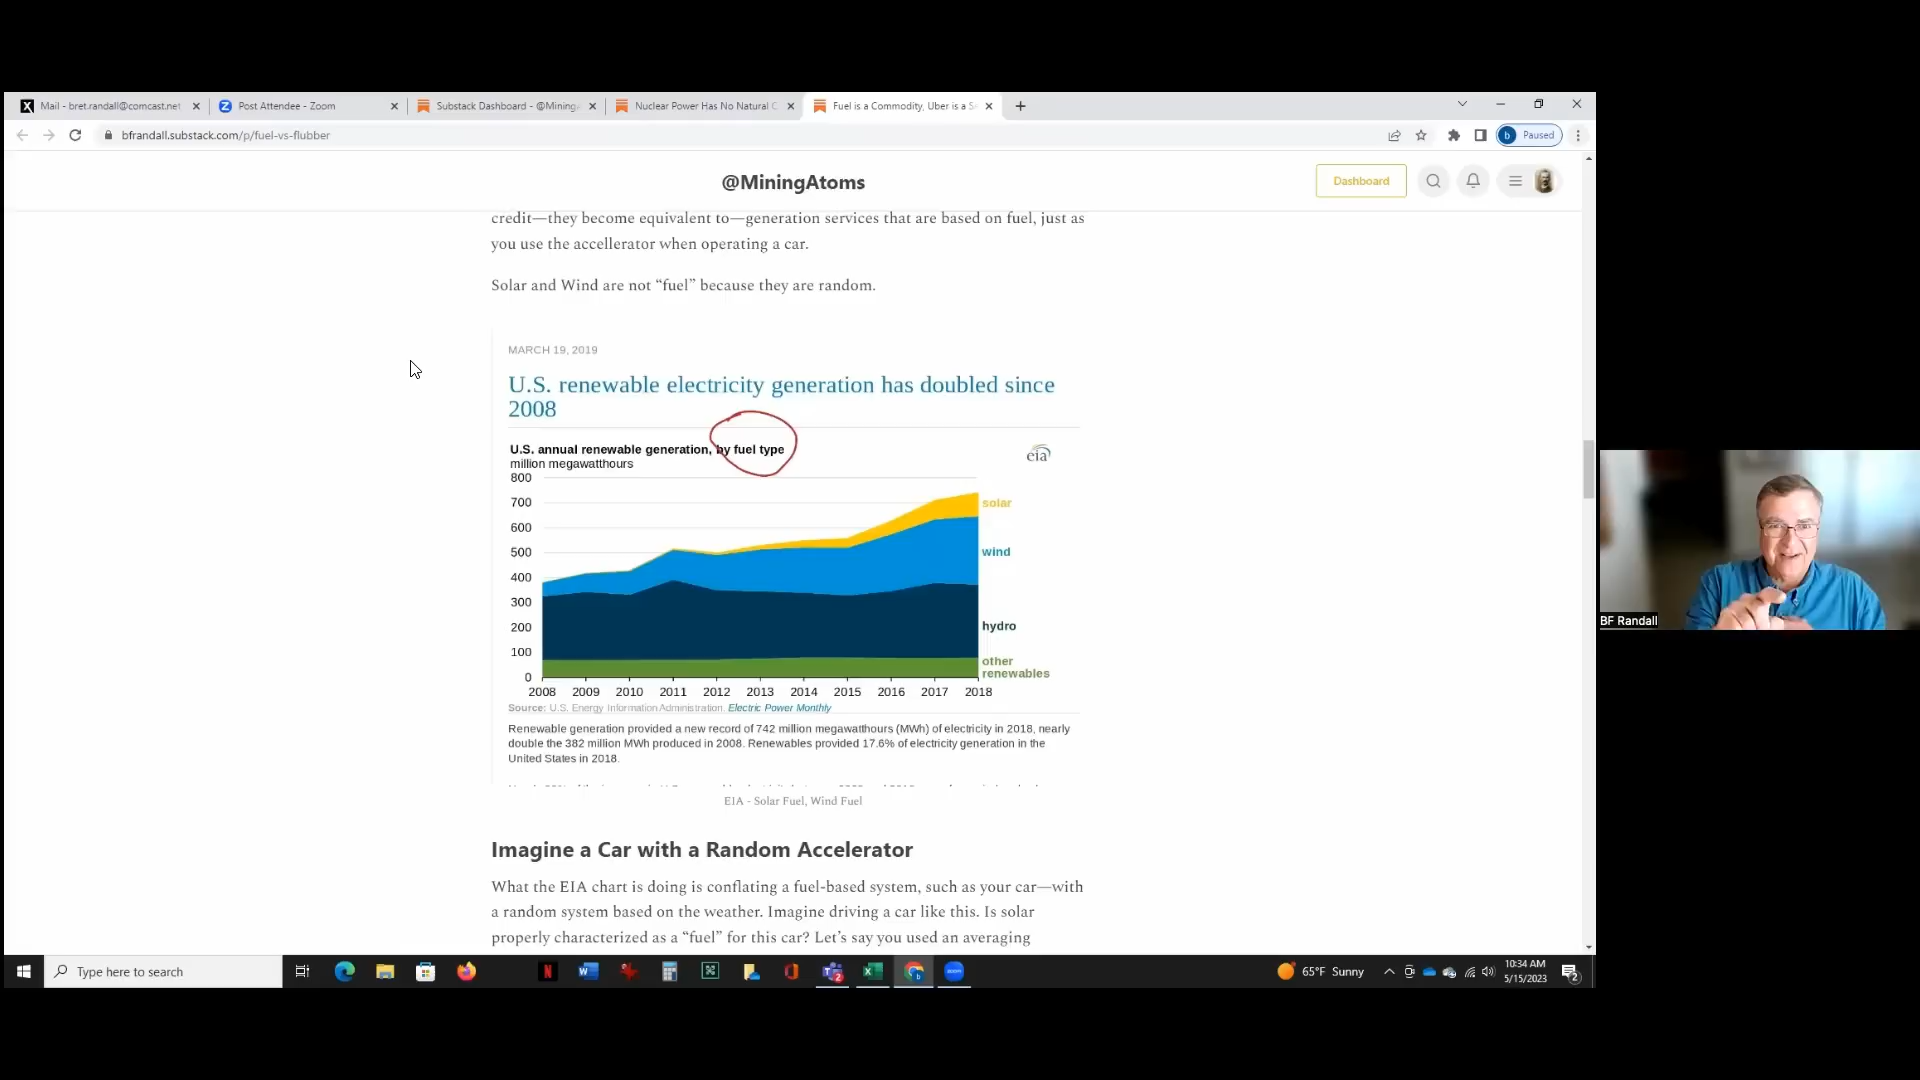 Mail - bret.randall@comcast.net
Post Attendee - Zoom
Substack Dashboard - @Mining
Nuclear Power Has No Natural C
Fuel is a Commodity, Uber is a S
bfrandall.substack.com/p/fuel-vs-flubber
b Paused
@MiningAtoms
Dashboard
credit—they become equivalent to—generation services that are based on fuel, just as
you use the accellerator when operating a car.
Solar and Wind are not “fuel” because they are random.
MARCH 19, 2019
U.S. renewable electricity generation has doubled since
2008
U.S. annual renewable generation, by fuel type
million megawatthours
eia
800
700
600
500
400
300
200
100
0
solar
wind
hydro
other
renewables
2008 2009 2010 2011 2012 2013 2014 2015 2016 2017 2018
Source: U.S. Energy Information Administration, Electric Power Monthly
Renewable generation provided a new record of 742 million megawatthours (MWh) of electricity in 2018, nearly
double the 382 million MWh produced in 2008. Renewables provided 17.6% of electricity generation in the
United States in 2018.
EIA - Solar Fuel, Wind Fuel
Imagine a Car with a Random Accelerator
What the EIA chart is doing is conflating a fuel-based system, such as your car—with
a random system based on the weather. Imagine driving a car like this. Is solar
properly characterized as a “fuel” for this car? Let’s say you used an averaging
BF Randall
Type here to search
65°F Sunny
10:34 AM
5/15/2023
2